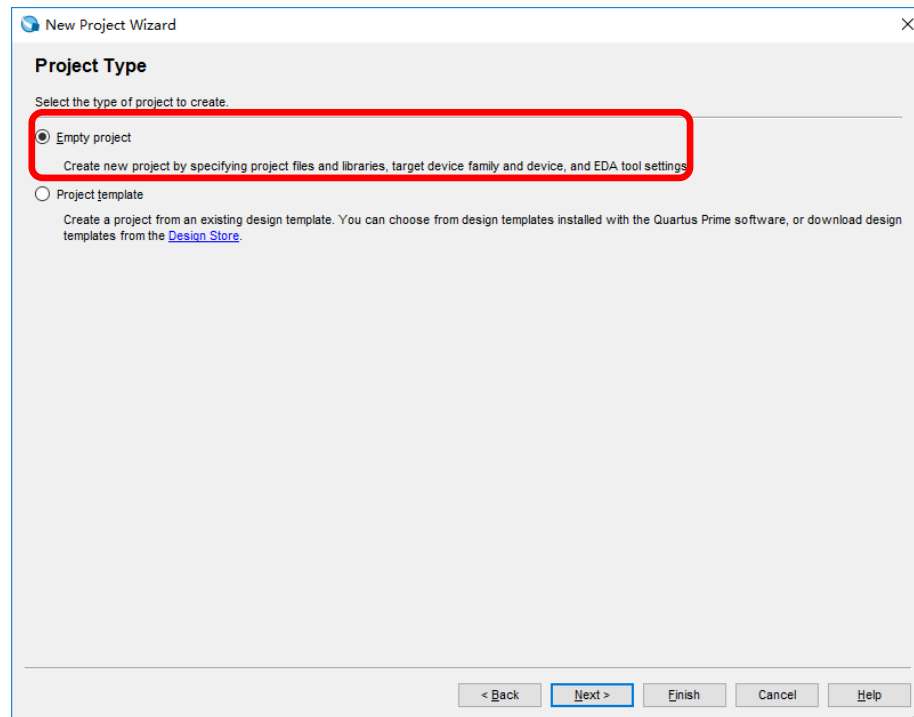 New Project Wizard
Project Type
Select the type of project to create.
Empty project
Create new project by specifying project files and libraries, target device family and device, and EDA tool settings
Project template
Create a project from an existing design template. You can choose from design templates installed with the Quartus Prime software, or download design
templates from the Design Store.
< Back Next > Finish Cancel Help